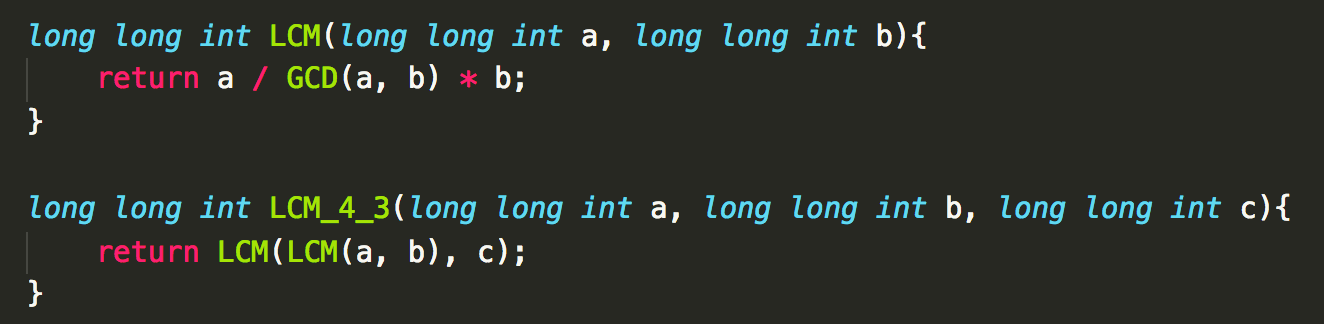 long long int LCM(long long int a, long long int b){
    return a / GCD(a, b) * b;
}

long long int LCM_4_3(long long int a, long long int b, long long int c){
    return LCM(LCM(a, b), c);
}